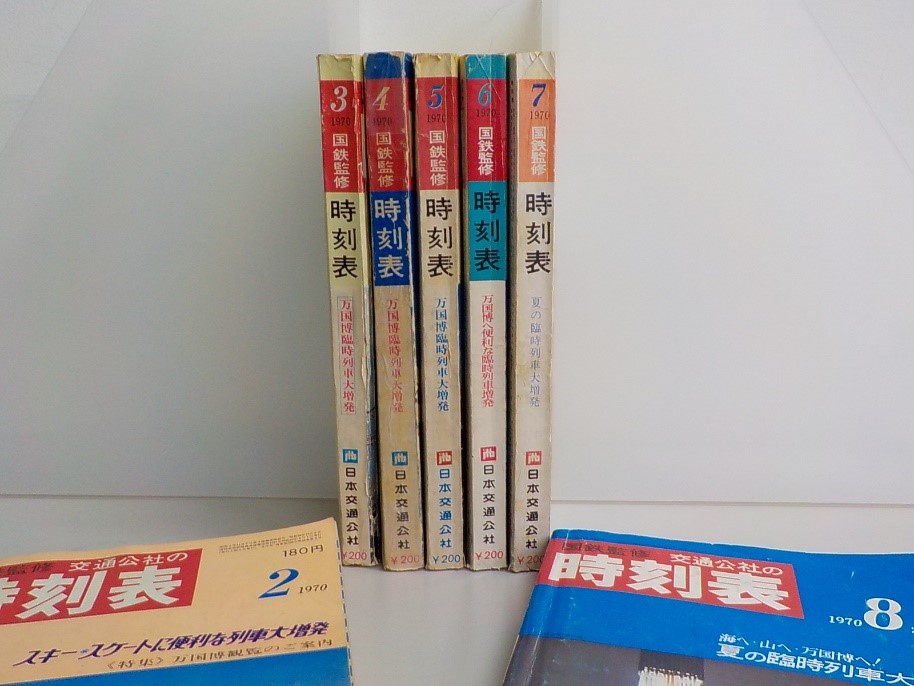 3
1970
国鉄監修
時刻表
万国博臨時列車大増発
jtb
日本交通公社
¥200
4
1970
国鉄監修
時刻表
万国博臨時列車大増発
jtb
日本交通公社
¥200
5
1970
国鉄監修
時刻表
万国博臨時列車大増発
jtb
日本交通公社
¥200
6
1970
国鉄監修
時刻表
万国博へ便利な臨時列車増発
jtb
日本交通公社
¥200
7
1970
国鉄監修
時刻表
夏の臨時列車大増発
jtb
日本交通公社
¥200
監修 交通公社の
時刻表
180円
2 1970
スキー・スケートに便利な列車大増発
《特集》万国博観覧のご案内
国鉄監修 交通公社の
時刻表
1970 8
海へ・山へ・万国博へ!
夏の臨時列車大